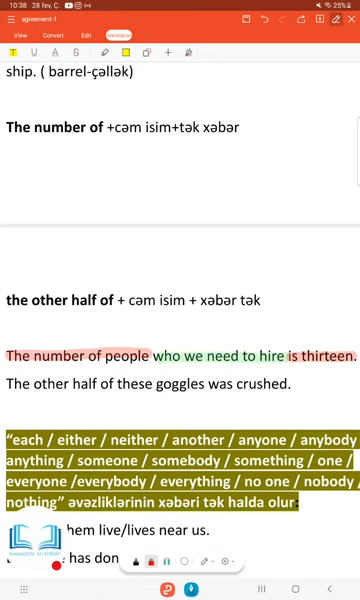 10:38 28 fev, Ç.
25%
agreement-1
View Convert Edit Annotation
T U A S
ship. ( barrel-çəllək)
The number of +cəm isim+tək xəbər
the other half of + cəm isim + xəbər tək
The number of people who we need to hire is thirteen.
The other half of these goggles was crushed.
“each / either / neither / another / anyone / anybody
anything / someone / somebody / something / one /
everyone /everybody / everything / no one / nobody /
nothing” əvəzliklərinin xəbəri tək halda olur:
hem live/lives near us.
has don